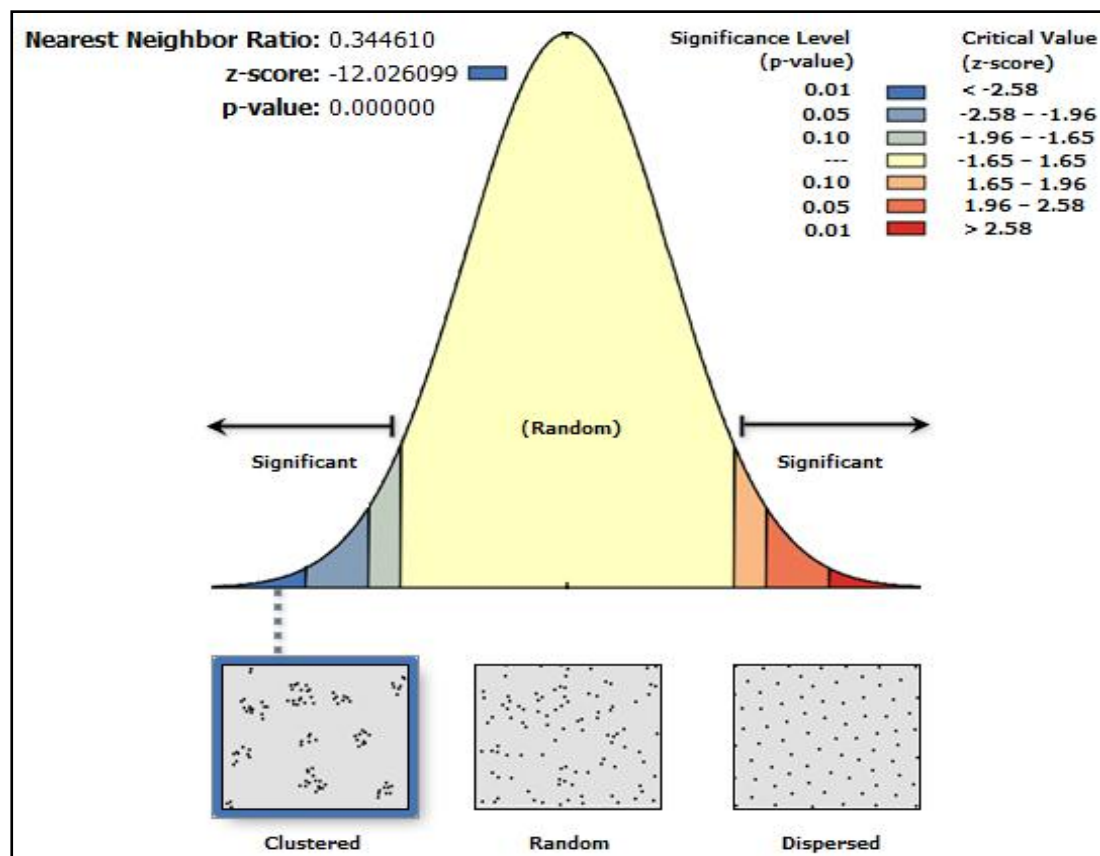 Nearest Neighbor Ratio: 0.344610
z-score: -12.026099
p-value: 0.000000
Significance Level (p-value)
Critical Value (z-score)
0.01 < -2.58
0.05 -2.58 – -1.96
0.10 -1.96 – -1.65
--- -1.65 – 1.65
0.10 1.65 – 1.96
0.05 1.96 – 2.58
0.01 > 2.58
(Random)
Significant
Significant
Clustered
Random
Dispersed